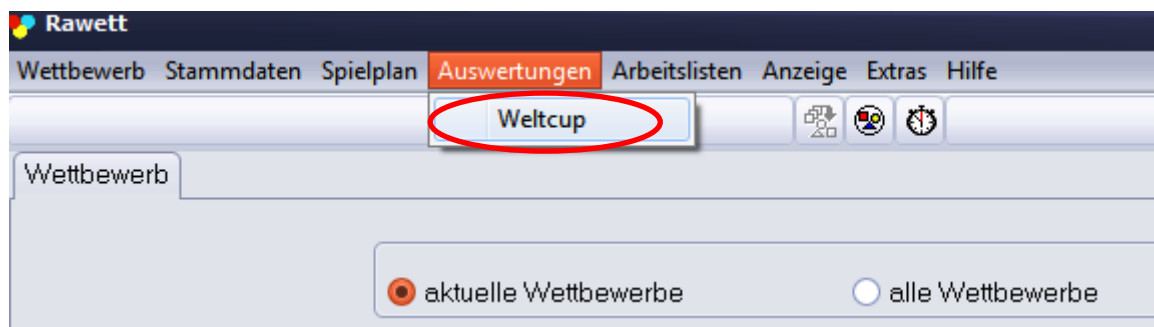 Rawett
Wettbewerb Stammdaten Spielplan Auswertungen Arbeitslisten Anzeige Extras Hilfe
Weltcup
Wettbewerb
aktuelle Wettbewerbe alle Wettbewerbe